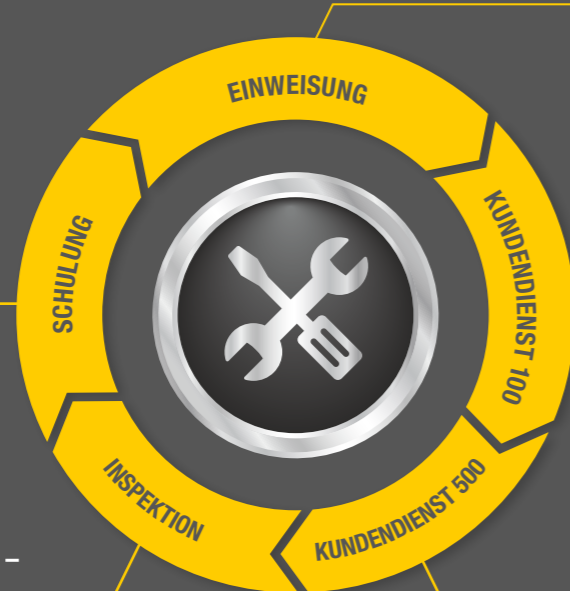 EINWEISUNG
KUNDENDIENST 100
KUNDENDIENST 500
INSPEKTION
SCHULUNG
–